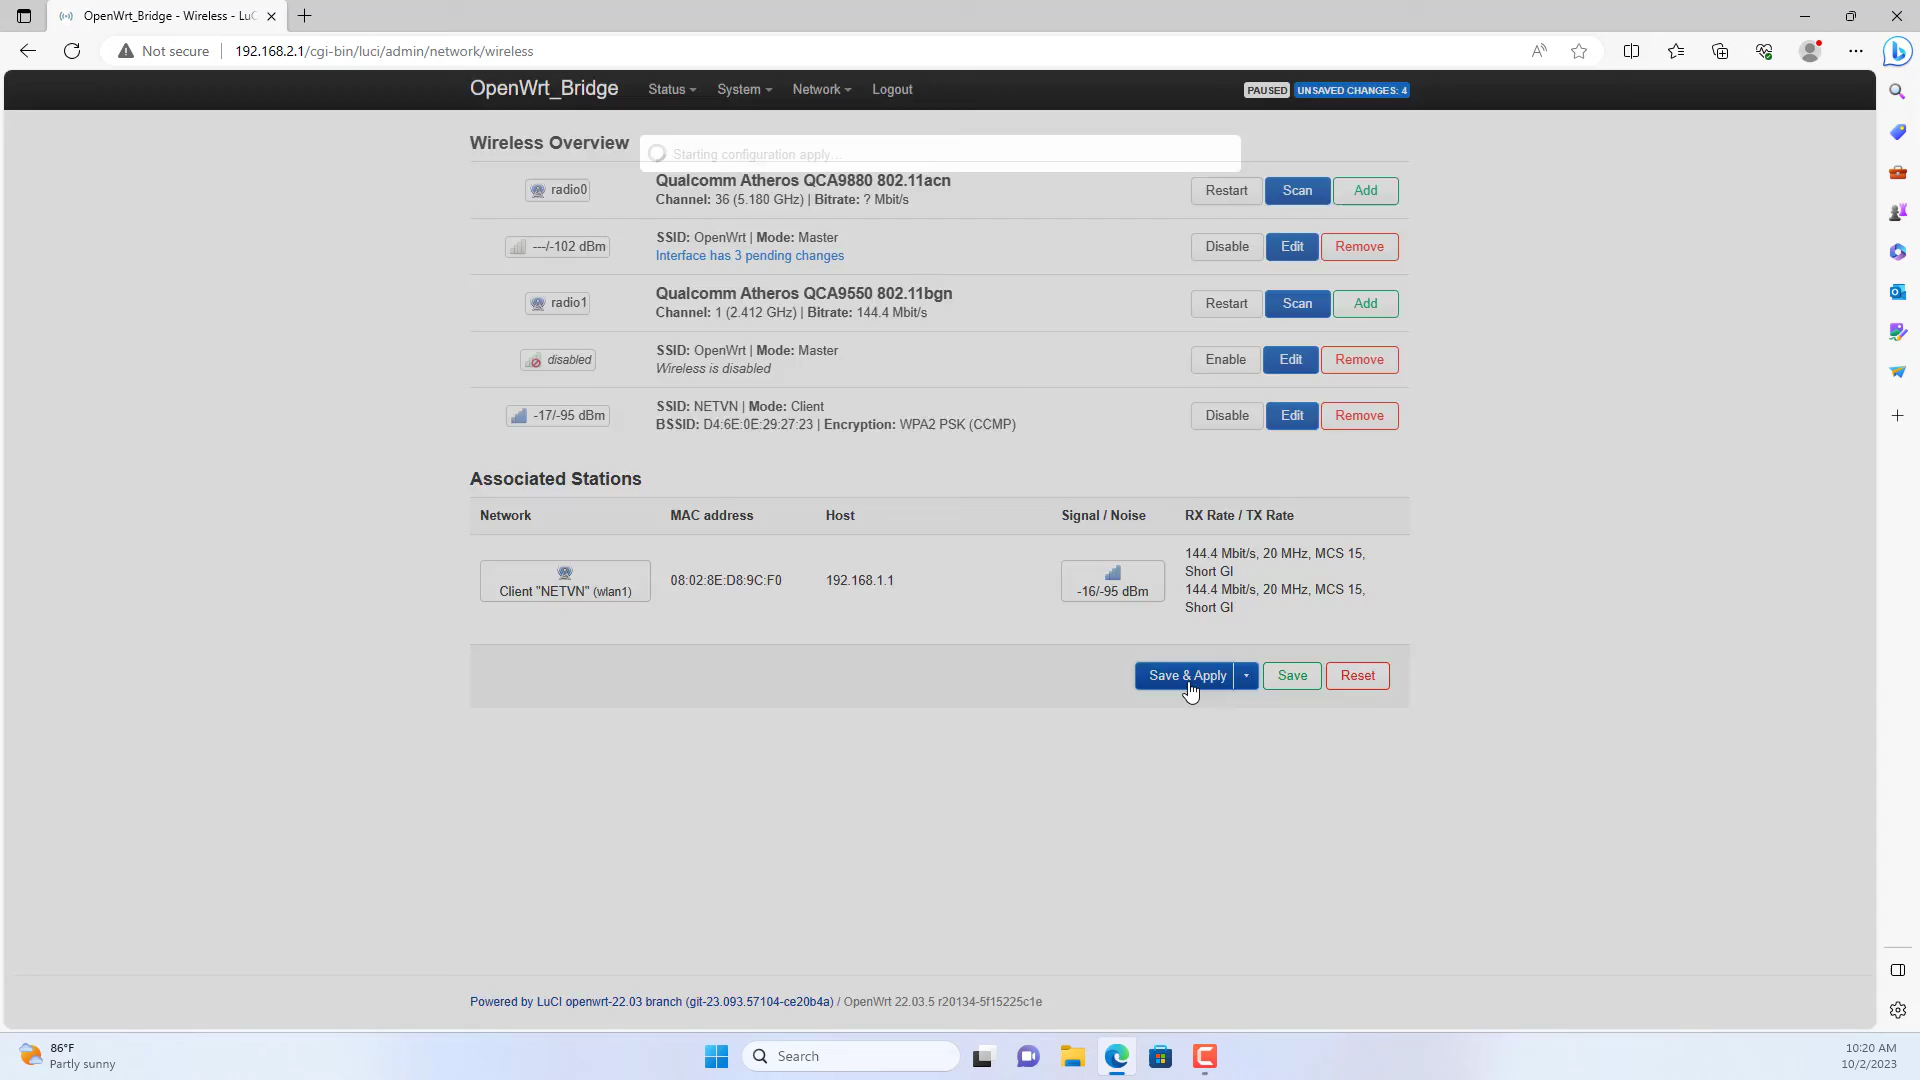 OpenWrt_Bridge - Wireless - LuC
Not secure
192.168.2.1/cgi-bin/luci/admin/network/wireless
OpenWrt_Bridge
Status
System
Network
Logout
PAUSED
UNSAVED CHANGES: 4
Wireless Overview
Starting configuration apply…
radio0
Qualcomm Atheros QCA9880 802.11acn
Channel: 36 (5.180 GHz) | Bitrate: ? Mbit/s
Restart
Scan
Add
---/-102 dBm
SSID: OpenWrt | Mode: Master
Interface has 3 pending changes
Disable
Edit
Remove
radio1
Qualcomm Atheros QCA9550 802.11bgn
Channel: 1 (2.412 GHz) | Bitrate: 144.4 Mbit/s
Restart
Scan
Add
disabled
SSID: OpenWrt | Mode: Master
Wireless is disabled
Enable
Edit
Remove
-17/-95 dBm
SSID: NETVN | Mode: Client
BSSID: D4:6E:0E:29:27:23 | Encryption: WPA2 PSK (CCMP)
Disable
Edit
Remove
Associated Stations
Network
MAC address
Host
Signal / Noise
RX Rate / TX Rate
Client "NETVN" (wlan1)
08:02:8E:D8:9C:F0
192.168.1.1
-16/-95 dBm
144.4 Mbit/s, 20 MHz, MCS 15,
Short GI
144.4 Mbit/s, 20 MHz, MCS 15,
Short GI
Save & Apply
Save
Reset
Powered by LuCI openwrt-22.03 branch (git-23.093.57104-ce20b4a) / OpenWrt 22.03.5 r20134-5f15225c1e
86°F
Partly sunny
Search
10:20 AM
10/2/2023